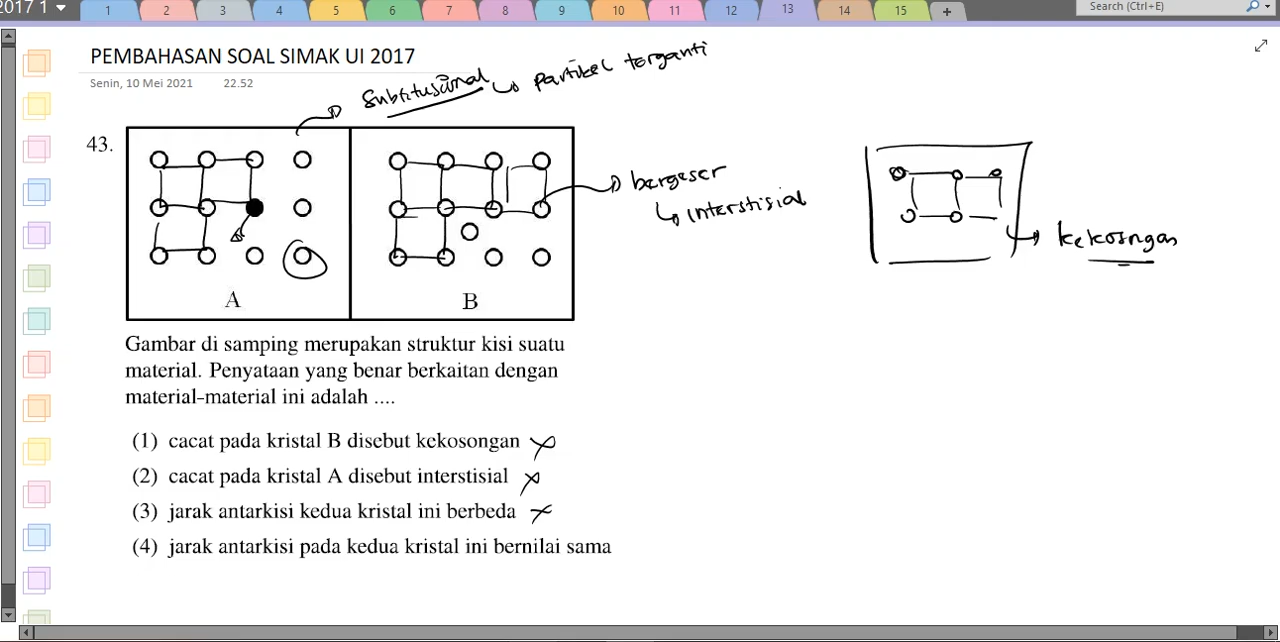 2017 1
1 2 3 4 5 6 7 8 9 10 11 12 13 14 15 +
Search (Ctrl+E)
PEMBAHASAN SOAL SIMAK UI 2017
Senin, 10 Mei 2021 22.52
Subtitusional partikel terganti
43.
bergeser
interstisial
kekosngan
A
B
Gambar di samping merupakan struktur kisi suatu
material. Penyataan yang benar berkaitan dengan
material-material ini adalah ....
(1) cacat pada kristal B disebut kekosongan
(2) cacat pada kristal A disebut interstisial
(3) jarak antarkisi kedua kristal ini berbeda
(4) jarak antarkisi pada kedua kristal ini bernilai sama